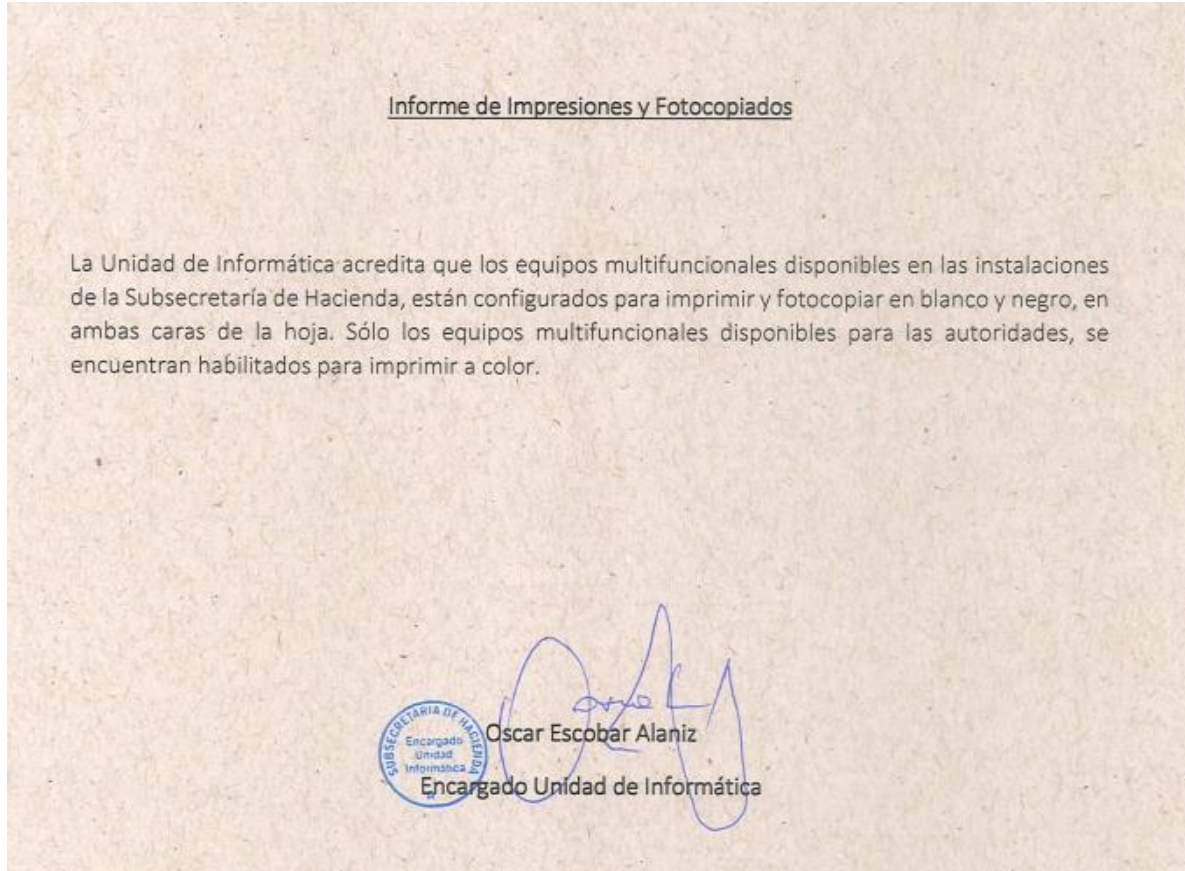 Informe de Impresiones y Fotocopiados
La Unidad de Informática acredita que los equipos multifuncionales disponibles en las instalaciones
de la Subsecretaría de Hacienda, están configurados para imprimir y fotocopiar en blanco y negro, en
ambas caras de la hoja. Sólo los equipos multifuncionales disponibles para las autoridades, se
encuentran habilitados para imprimir a color.
SUBSECRETARIA DE HACIENDA
Encargado
Unidad
Informática
Oscar Escobar Alaniz
Encargado Unidad de Informática